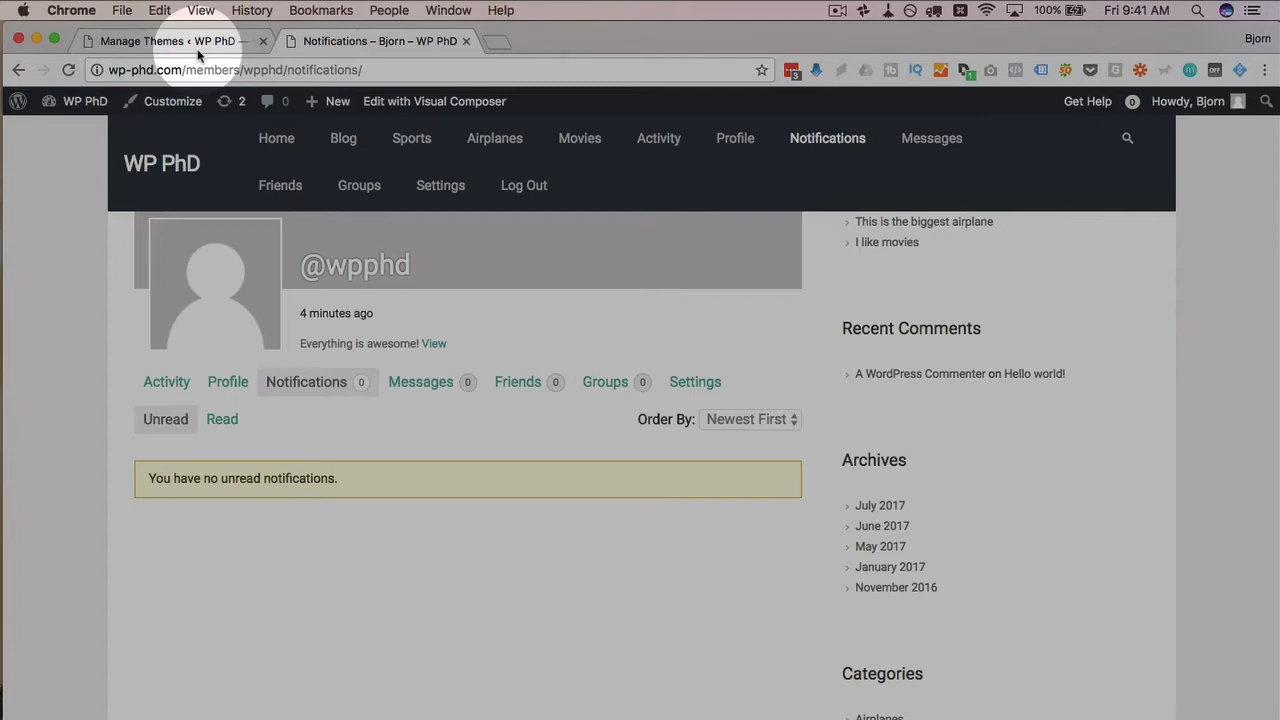 Chrome File Edit View History Bookmarks People Window Help 100% Fri 9:41 AM
Manage Themes ‹ WP PhD — Notifications – Bjorn – WP PhD Bjorn
wp-phd.com/members/wpphd/notifications/
WP PhD Customize 2 0 New Edit with Visual Composer Get Help 0 Howdy, Bjorn
Home Blog Sports Airplanes Movies Activity Profile Notifications Messages
WP PhD
Friends Groups Settings Log Out
This is the biggest airplane
I like movies
@wpphd
4 minutes ago
Everything is awesome! View
Recent Comments
A WordPress Commenter on Hello world!
Activity Profile Notifications 0 Messages 0 Friends 0 Groups 0 Settings
Unread Read Order By: Newest First
You have no unread notifications.
Archives
July 2017
June 2017
May 2017
January 2017
November 2016
Categories
Airplanes